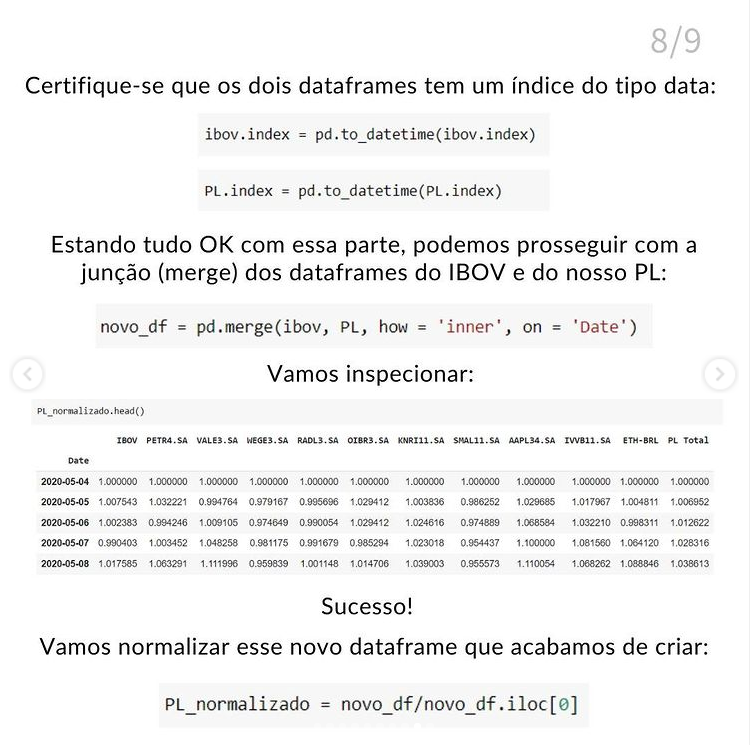 8/9
Certifique-se que os dois dataframes tem um índice do tipo data:
ibov.index = pd.to_datetime(ibov.index)
PL.index = pd.to_datetime(PL.index)
Estando tudo OK com essa parte, podemos prosseguir com a
junção (merge) dos dataframes do IBOV e do nosso PL:
novo_df = pd.merge(ibov, PL, how = 'inner', on = 'Date')
Vamos inspecionar:
PL_normalizado.head()
IBOV PETR4.SA VALE3.SA WEGE3.SA RADL3.SA OIBR3.SA KNRI11.SA SMAL11.SA AAPL34.SA IVVB11.SA ETH-BRL PL Total
Date
2020-05-04 1.000000 1.000000 1.000000 1.000000 1.000000 1.000000 1.000000 1.000000 1.000000 1.000000 1.000000 1.000000
2020-05-05 1.007543 1.032221 0.994764 0.979167 0.995696 1.029412 1.003836 0.986252 1.029685 1.017967 1.004811 1.006952
2020-05-06 1.002383 0.994246 1.009105 0.974649 0.990054 1.029412 1.024616 0.974889 1.068584 1.032210 0.998311 1.012622
2020-05-07 0.990403 1.003452 1.048258 0.981175 0.991679 0.985294 1.023018 0.954437 1.100000 1.081560 1.064120 1.028316
2020-05-08 1.017585 1.063291 1.111996 0.959839 1.001148 1.014706 1.039003 0.955573 1.110054 1.068262 1.088846 1.038613
Sucesso!
Vamos normalizar esse novo dataframe que acabamos de criar:
PL_normalizado = novo_df/novo_df.iloc[0]